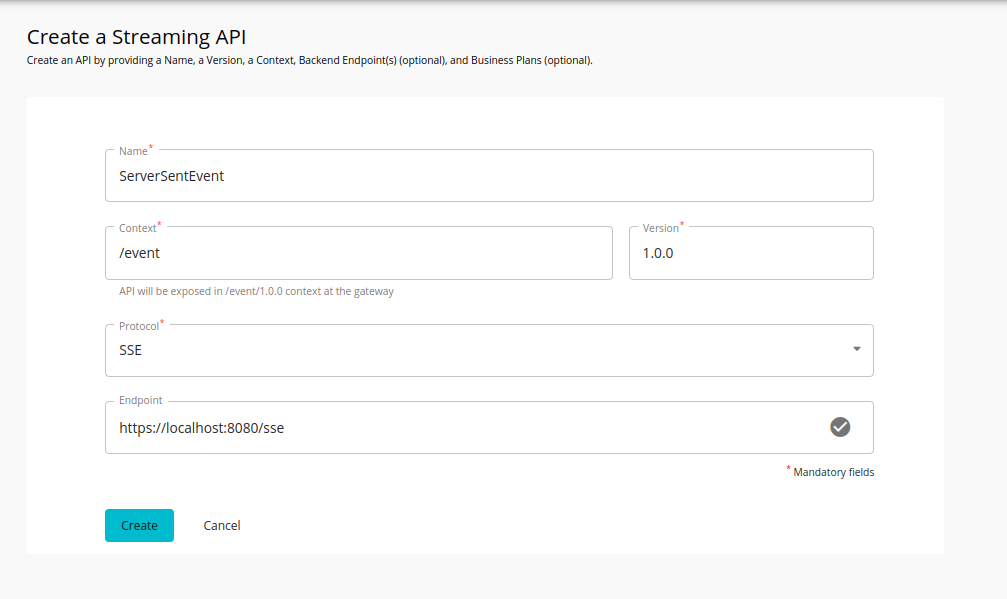 Create a Streaming API
Create an API by providing a Name, a Version, a Context, Backend Endpoint(s) (optional), and Business Plans (optional).
Name*
ServerSentEvent
Context*
/event
Version*
1.0.0
API will be exposed in /event/1.0.0 context at the gateway
Protocol*
SSE
Endpoint
https://localhost:8080/sse
* Mandatory fields
Create
Cancel